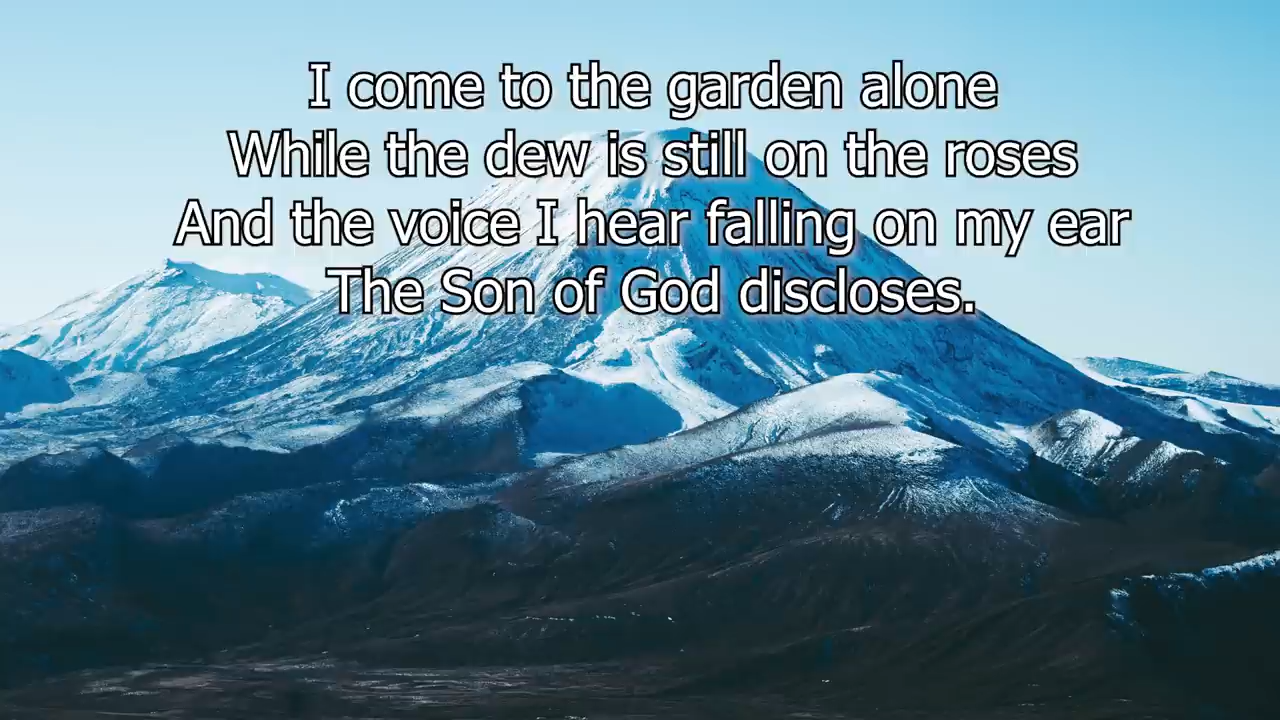 I come to the garden alone
While the dew is still on the roses
And the voice I hear falling on my ear
The Son of God discloses.